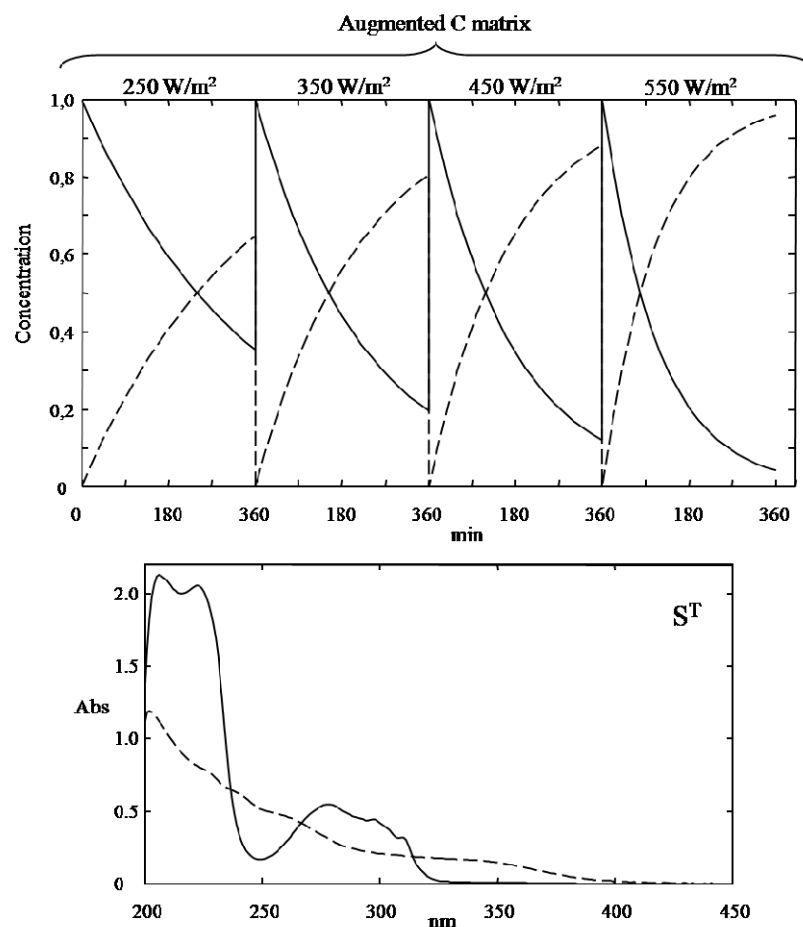 Augmented C matrix
250 W/m² 350 W/m² 450 W/m² 550 W/m²
1,0
0,8
0,6
0,4
0,2
0
Concentration
0 180 360 180 360 180 360 180 360
min
2.0
1.5
1.0
0.5
0
Abs
Sᵀ
200 250 300 350 400 450
nm